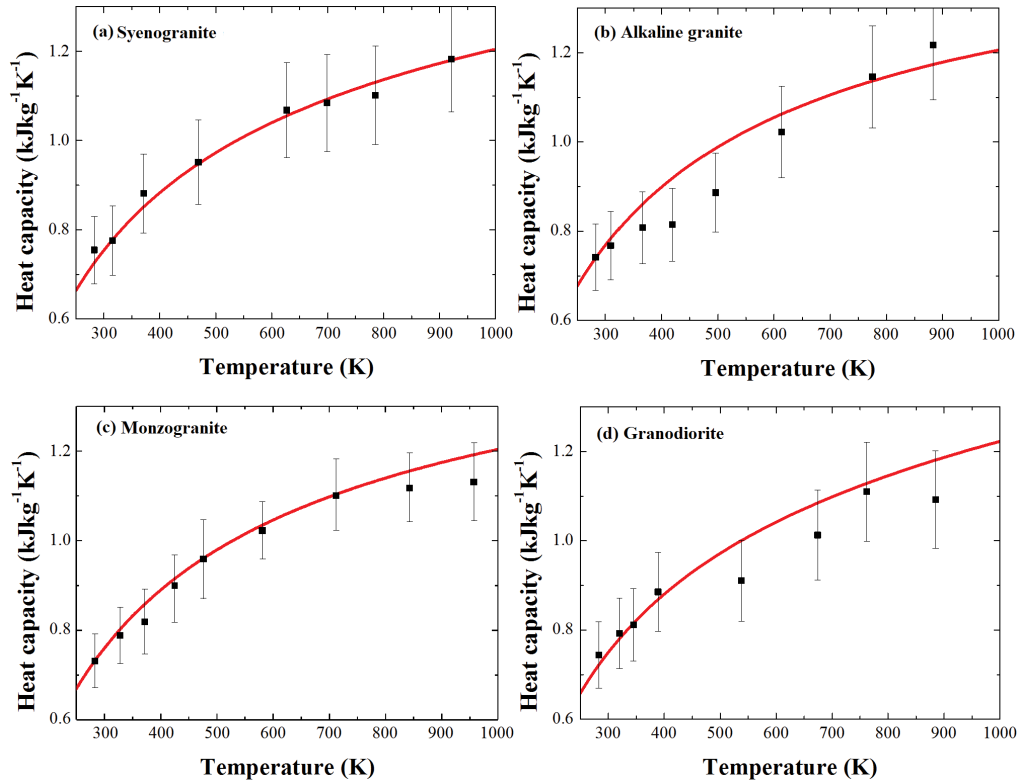 (a) Syenogranite
Heat capacity (kJkg⁻¹K⁻¹)
1.2
1.0
0.8
0.6
300 400 500 600 700 800 900 1000
Temperature (K)
(b) Alkaline granite
Heat capacity (kJkg⁻¹K⁻¹)
1.2
1.0
0.8
0.6
300 400 500 600 700 800 900 1000
Temperature (K)
(c) Monzogranite
Heat capacity (kJkg⁻¹K⁻¹)
1.2
1.0
0.8
0.6
300 400 500 600 700 800 900 1000
Temperature (K)
(d) Granodiorite
Heat capacity (kJkg⁻¹K⁻¹)
1.2
1.0
0.8
0.6
300 400 500 600 700 800 900 1000
Temperature (K)